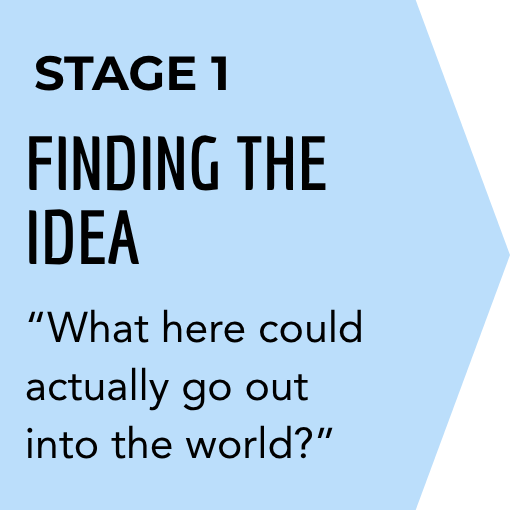 STAGE 1
FINDING THE
IDEA
“What here could
actually go out
into the world?”